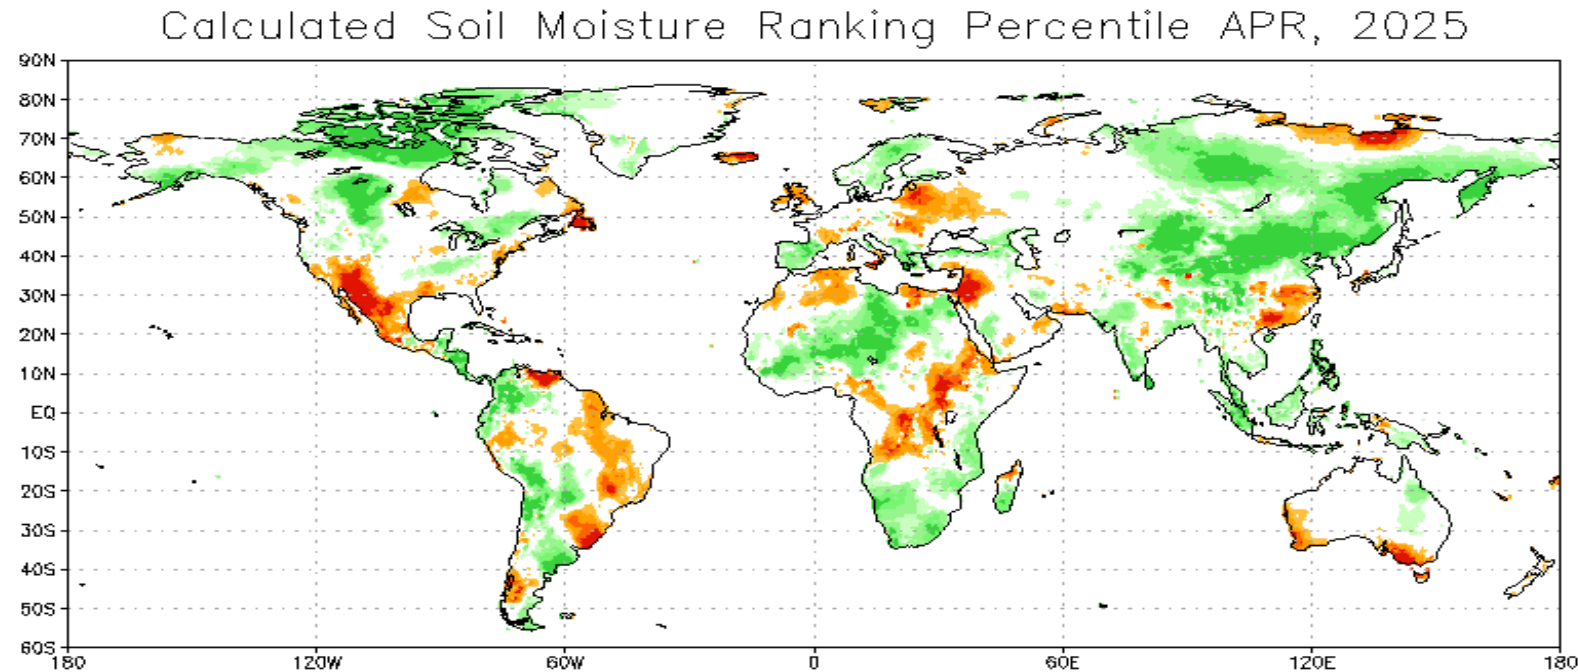 Calculated Soil Moisture Ranking Percentile APR, 2025
90N
80N
70N
60N
50N
40N
30N
20N
10N
EQ
10S
20S
30S
40S
50S
60S
180 120W 60W 0 60E 120E 180